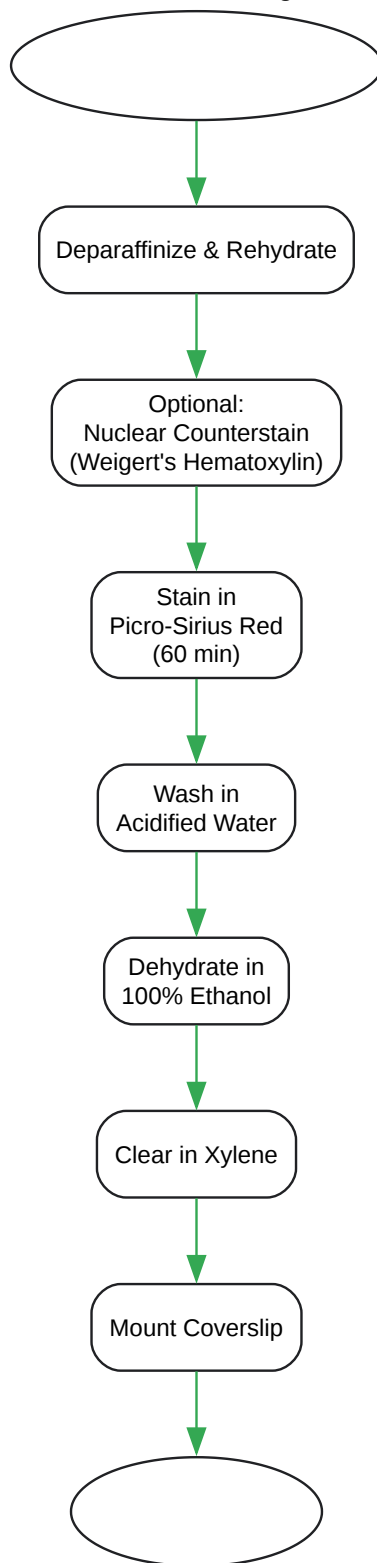 Deparaffinize & Rehydrate
Optional:
Nuclear Counterstain
(Weigert's Hematoxylin)
Stain in
Picro-Sirius Red
(60 min)
Wash in
Acidified Water
Dehydrate in
100% Ethanol
Clear in Xylene
Mount Coverslip